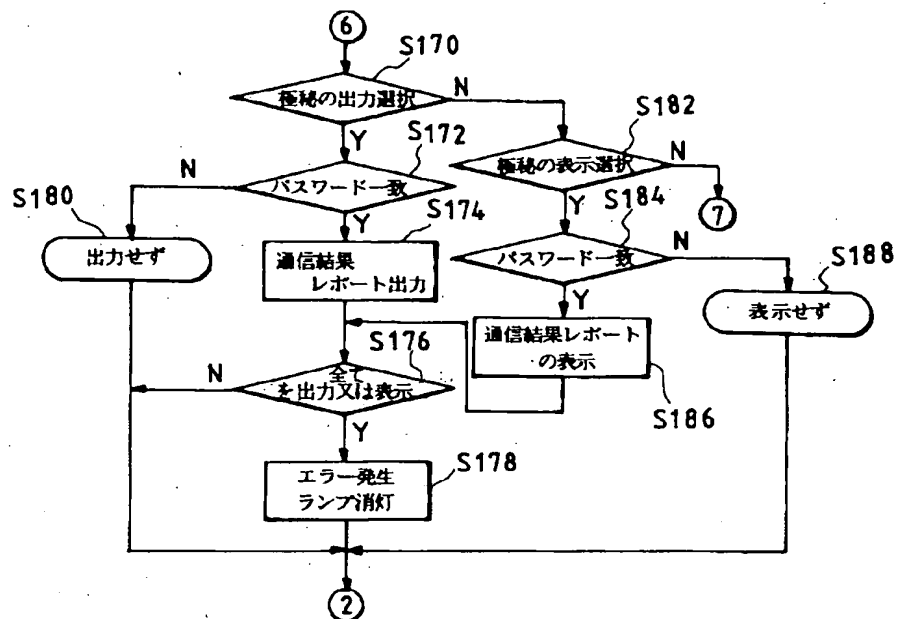 6
S170
極秘の出力選択
N
S182
Y
S172
極秘の表示選択
N
N
パスワード一致
S180
Y
S174
Y
S184
7
出力せず
通信結果
レポート出力
パスワード一致
N
S188
Y
表示せず
S176
通信結果レポート
の表示
N
全て
を出力又は表示
S186
Y
S178
エラー発生
ランプ消灯
2